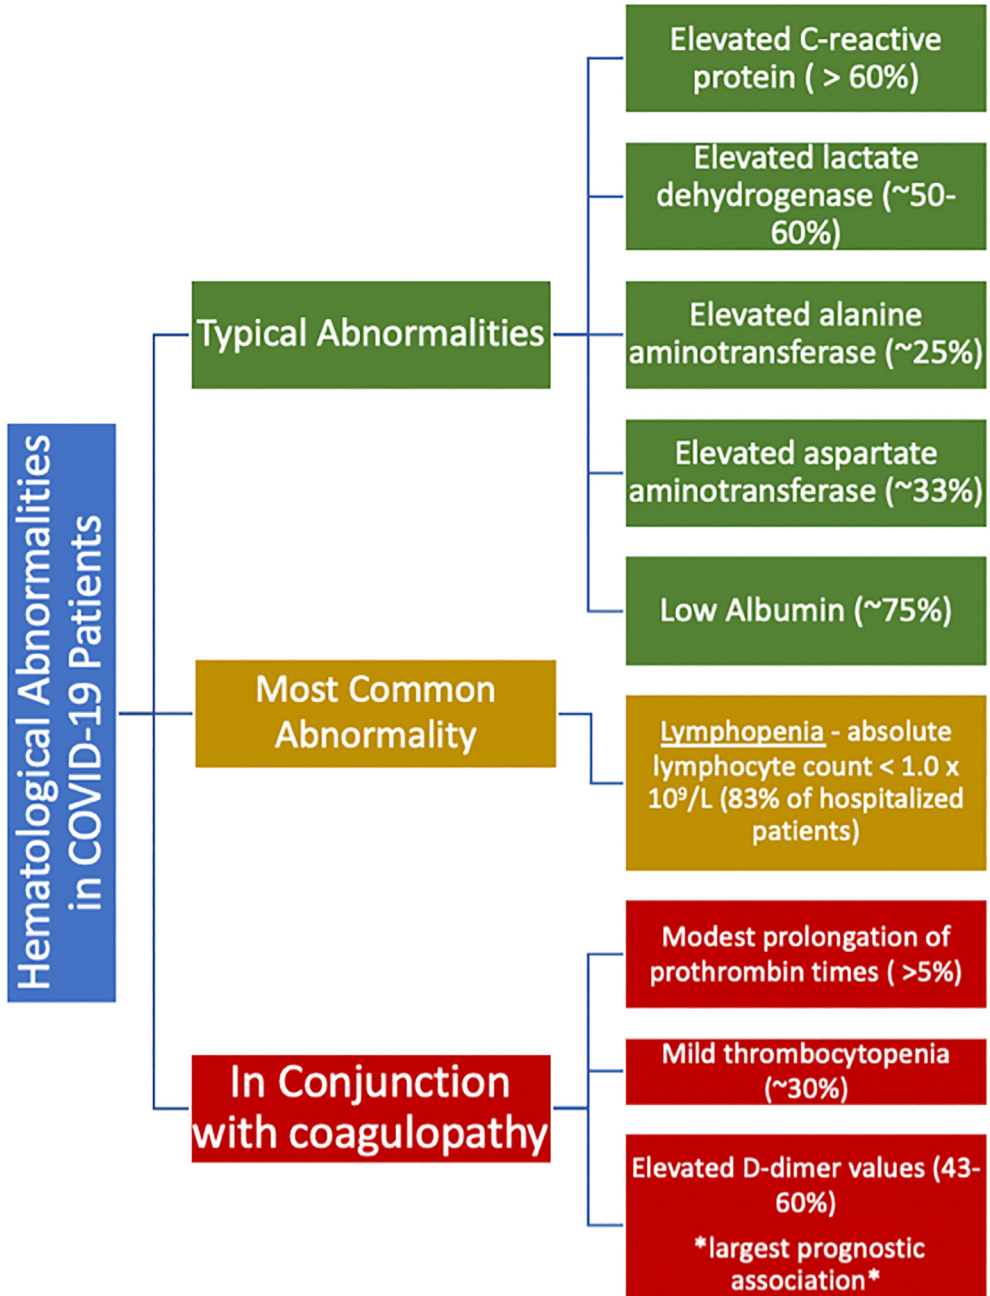 Hematological Abnormalities
in COVID-19 Patients
Typical Abnormalities
Elevated C-reactive
protein ( > 60%)
Elevated lactate
dehydrogenase (~50-
60%)
Elevated alanine
aminotransferase (~25%)
Elevated aspartate
aminotransferase (~33%)
Low Albumin (~75%)
Most Common
Abnormality
Lymphopenia - absolute
lymphocyte count < 1.0 x
10⁹/L (83% of hospitalized
patients)
In Conjunction
with coagulopathy
Modest prolongation of
prothrombin times ( >5%)
Mild thrombocytopenia
(~30%)
Elevated D-dimer values (43-
60%)
*largest prognostic
association*